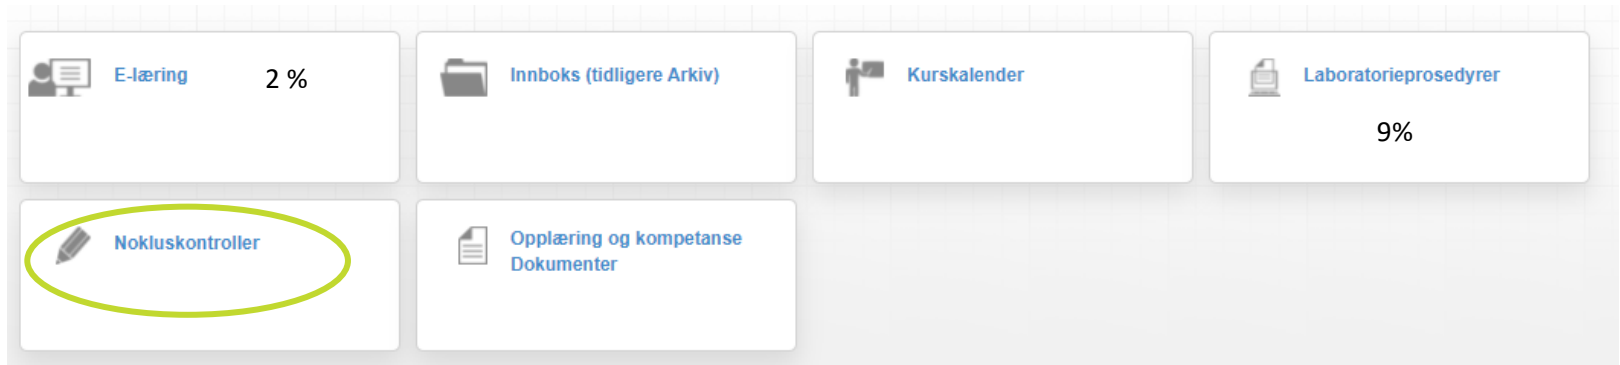 E-læring
2 %
Innboks (tidligere Arkiv)
Kurskalender
Laboratorieprosedyrer
9%
Nokluskontroller
Opplæring og kompetanse
Dokumenter